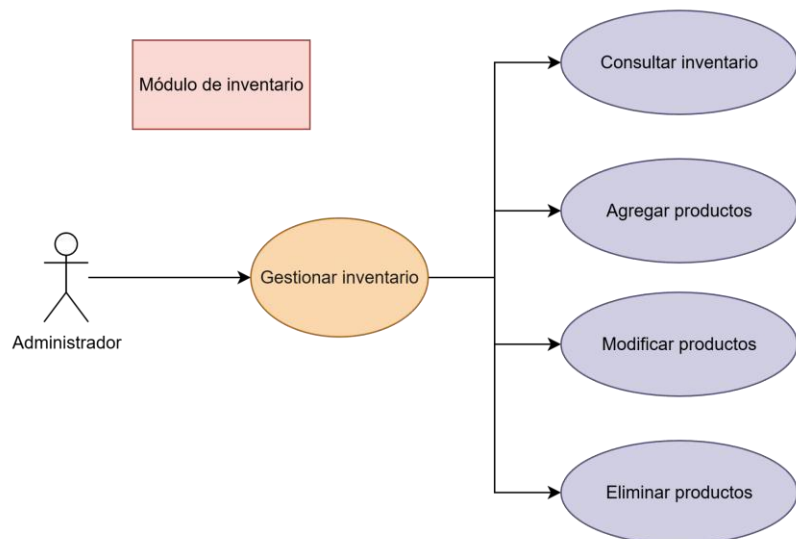 Módulo de inventario
Consultar inventario
Agregar productos
Gestionar inventario
Administrador
Modificar productos
Eliminar productos